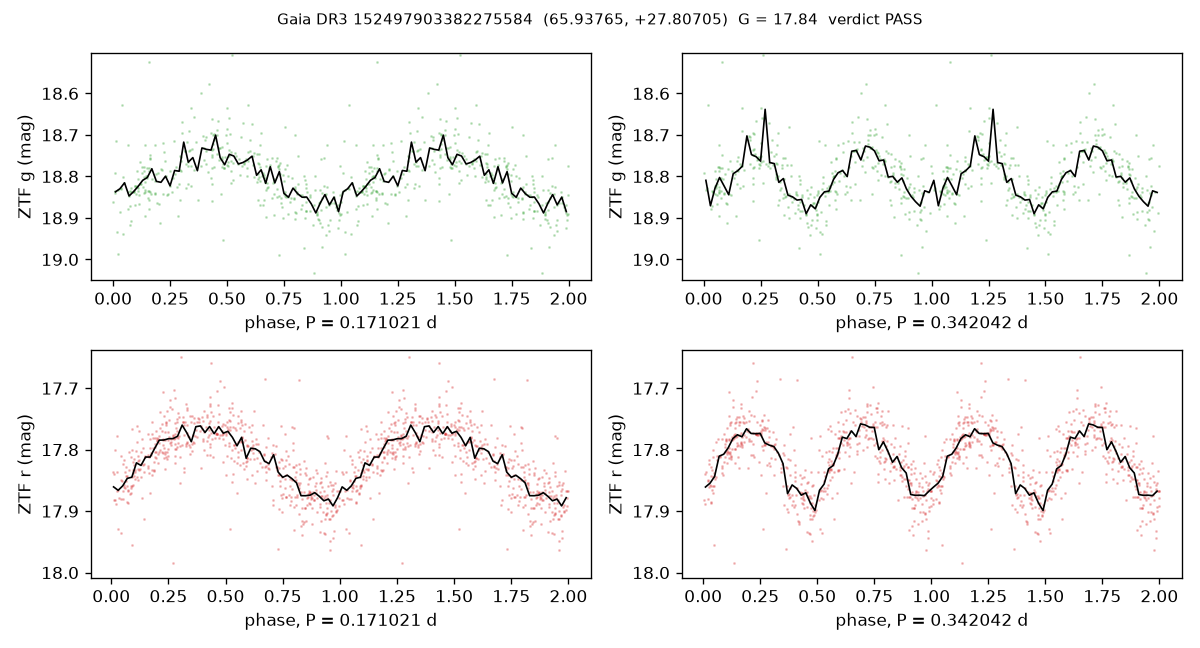 Gaia DR3 152497903382275584 (65.93765, +27.80705) G = 17.84 verdict PASS
ZTF g (mag)
18.6
18.7
18.8
18.9
19.0
0.00 0.25 0.50 0.75 1.00 1.25 1.50 1.75 2.00
phase, P = 0.171021 d
ZTF g (mag)
18.6
18.7
18.8
18.9
19.0
0.00 0.25 0.50 0.75 1.00 1.25 1.50 1.75 2.00
phase, P = 0.342042 d
ZTF r (mag)
17.7
17.8
17.9
18.0
0.00 0.25 0.50 0.75 1.00 1.25 1.50 1.75 2.00
phase, P = 0.171021 d
ZTF r (mag)
17.7
17.8
17.9
18.0
0.00 0.25 0.50 0.75 1.00 1.25 1.50 1.75 2.00
phase, P = 0.342042 d